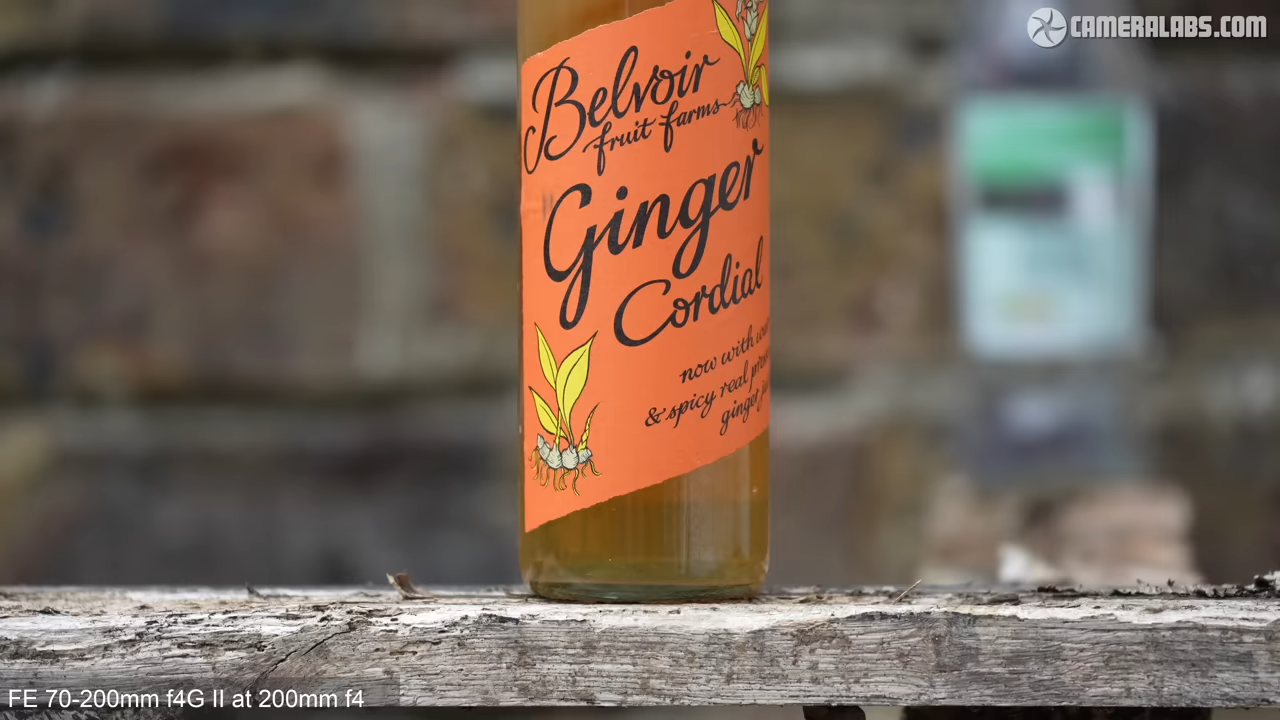 CAMERALABS.COM
Belvoir
fruit farms
Ginger
Cordial
now with
& spicy real
ginger
FE 70-200mm f4G II at 200mm f4